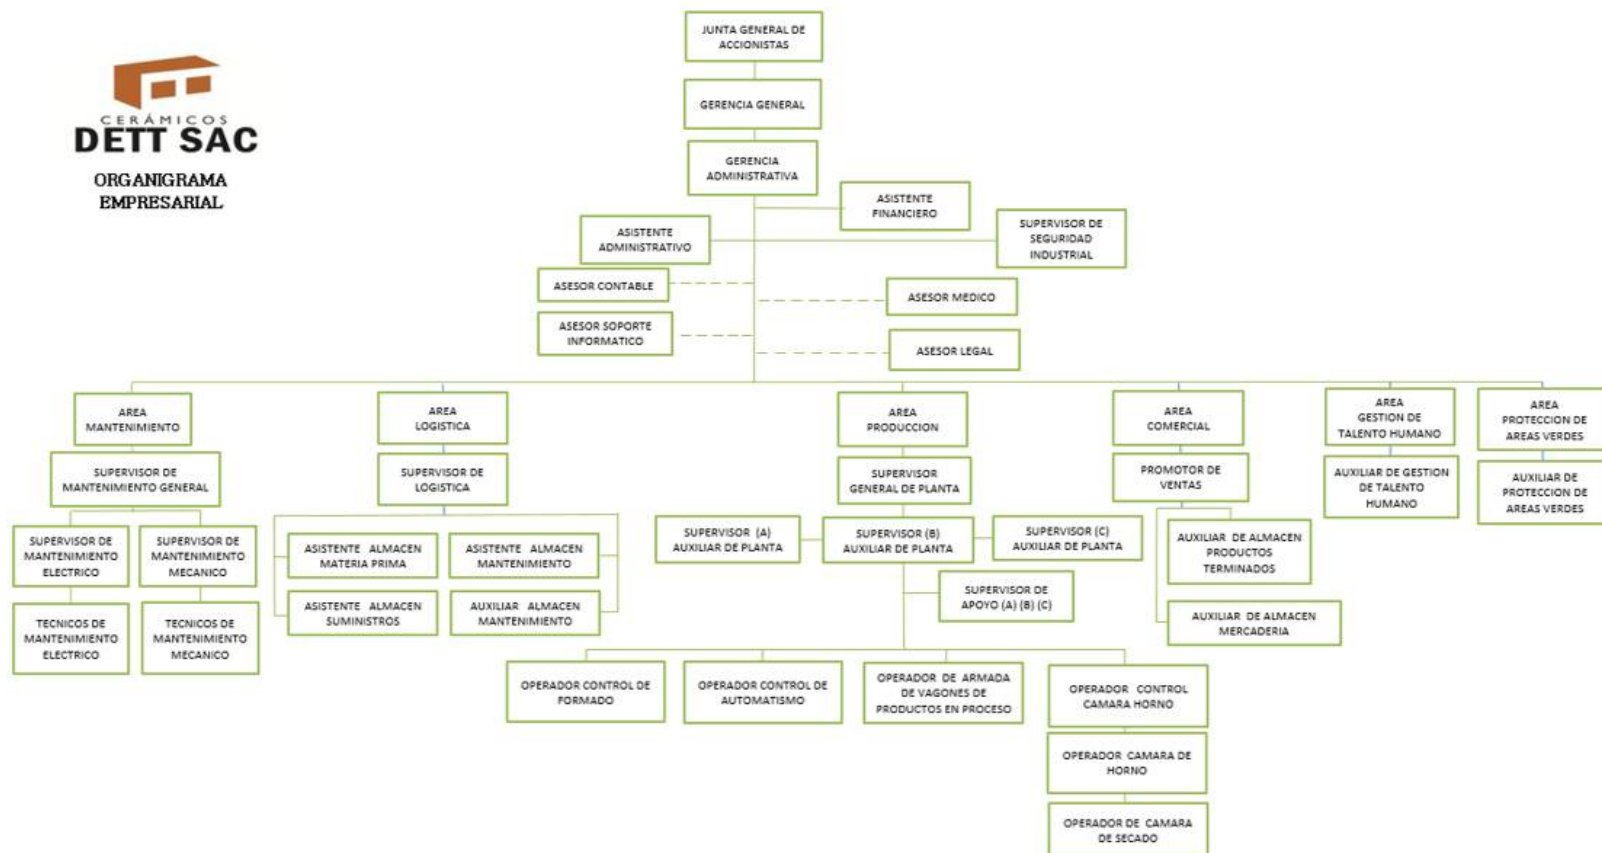 CERÁMICOS
DETT SAC
ORGANIGRAMA
EMPRESARIAL
JUNTA GENERAL DE
ACCIONISTAS
GERENCIA GENERAL
GERENCIA
ADMINISTRATIVA
ASISTENTE
FINANCIERO
ASISTENTE
ADMINISTRATIVO
SUPERVISOR DE
SEGURIDAD
INDUSTRIAL
ASESOR CONTABLE
ASESOR MEDICO
ASESOR SOPORTE
INFORMATICO
ASESOR LEGAL
AREA
MANTENIMIENTO
SUPERVISOR DE
MANTENIMIENTO GENERAL
SUPERVISOR DE
MANTENIMIENTO
ELECTRICO
SUPERVISOR DE
MANTENIMIENTO
MECANICO
TECNICOS DE
MANTENIMIENTO
ELECTRICO
TECNICOS DE
MANTENIMIENTO
MECANICO
AREA
LOGISTICA
SUPERVISOR DE
LOGISTICA
ASISTENTE ALMACEN
MATERIA PRIMA
ASISTENTE ALMACEN
MANTENIMIENTO
ASISTENTE ALMACEN
SUMINISTROS
AUXILIAR ALMACEN
MANTENIMIENTO
AREA
PRODUCCION
SUPERVISOR
GENERAL DE PLANTA
SUPERVISOR (A)
AUXILIAR DE PLANTA
SUPERVISOR (B)
AUXILIAR DE PLANTA
SUPERVISOR (C)
AUXILIAR DE PLANTA
SUPERVISOR DE
APOYO (A) (B) (C)
OPERADOR CONTROL DE
FORMADO
OPERADOR CONTROL DE
AUTOMATISMO
OPERADOR DE ARMADA
DE VAGONES DE
PRODUCTOS EN PROCESO
OPERADOR CONTROL
CAMARA HORNO
OPERADOR CAMARA DE
HORNO
OPERADOR DE CAMARA
DE SECADO
AREA
COMERCIAL
PROMOTOR DE
VENTAS
AUXILIAR DE ALMACEN
PRODUCTOS
TERMINADOS
AUXILIAR DE ALMACEN
MERCADERIA
AREA
GESTION DE
TALENTO HUMANO
AUXILIAR DE GESTION
DE TALENTO
HUMANO
AREA
PROTECCION DE
AREAS VERDES
AUXILIAR DE
PROTECCION DE
AREAS VERDES